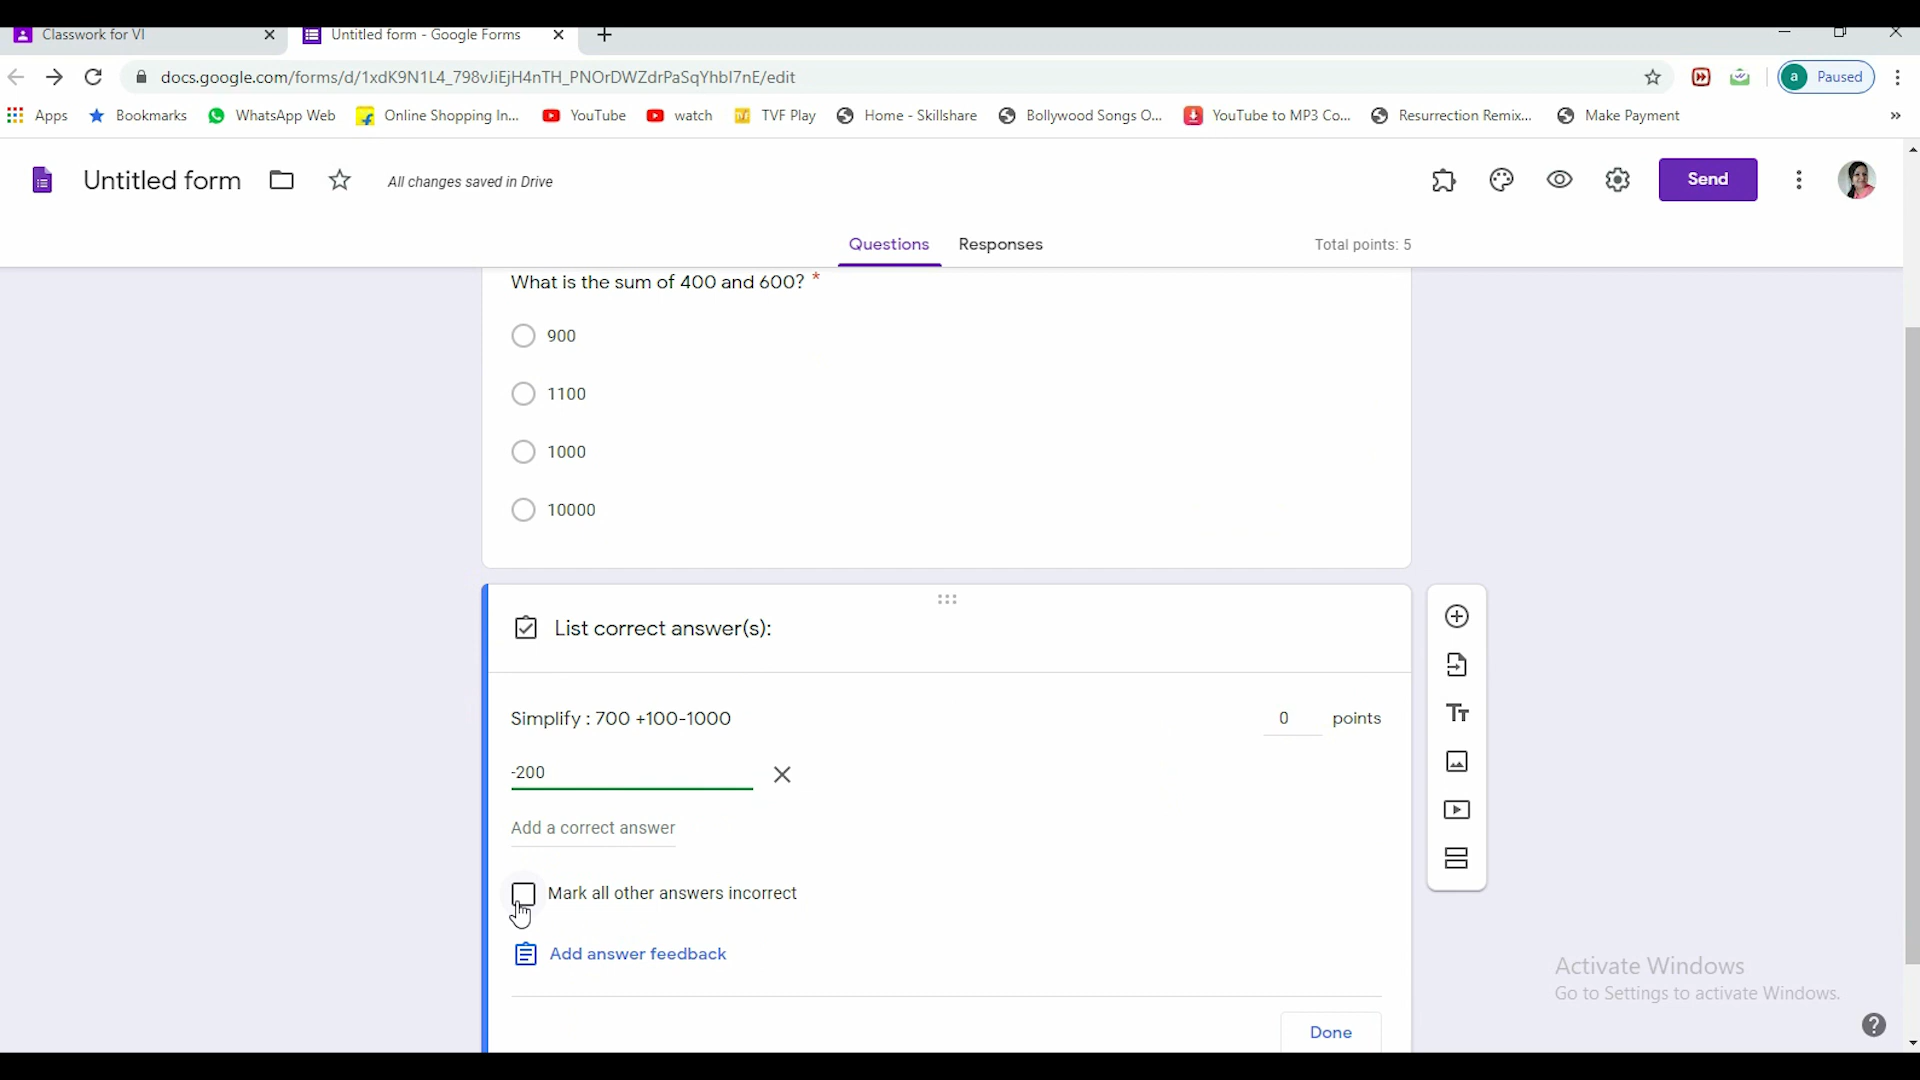 Classwork for VI
Untitled form - Google Forms
docs.google.com/forms/d/1xdK9N1L4_798vJiEjH4nTH_PNOrDWZdrPaSqYhbI7nE/edit
a Paused
Apps Bookmarks WhatsApp Web Online Shopping In... YouTube watch TVF Play Home - Skillshare Bollywood Songs O... YouTube to MP3 Co... Resurrection Remix... Make Payment »
Untitled form All changes saved in Drive Send
Questions Responses Total points: 5
What is the sum of 400 and 600? *
900
1100
1000
10000
List correct answer(s):
Simplify : 700 +100-1000 0 points
-200
Add a correct answer
Mark all other answers incorrect
Add answer feedback
Done
Activate Windows
Go to Settings to activate Windows.